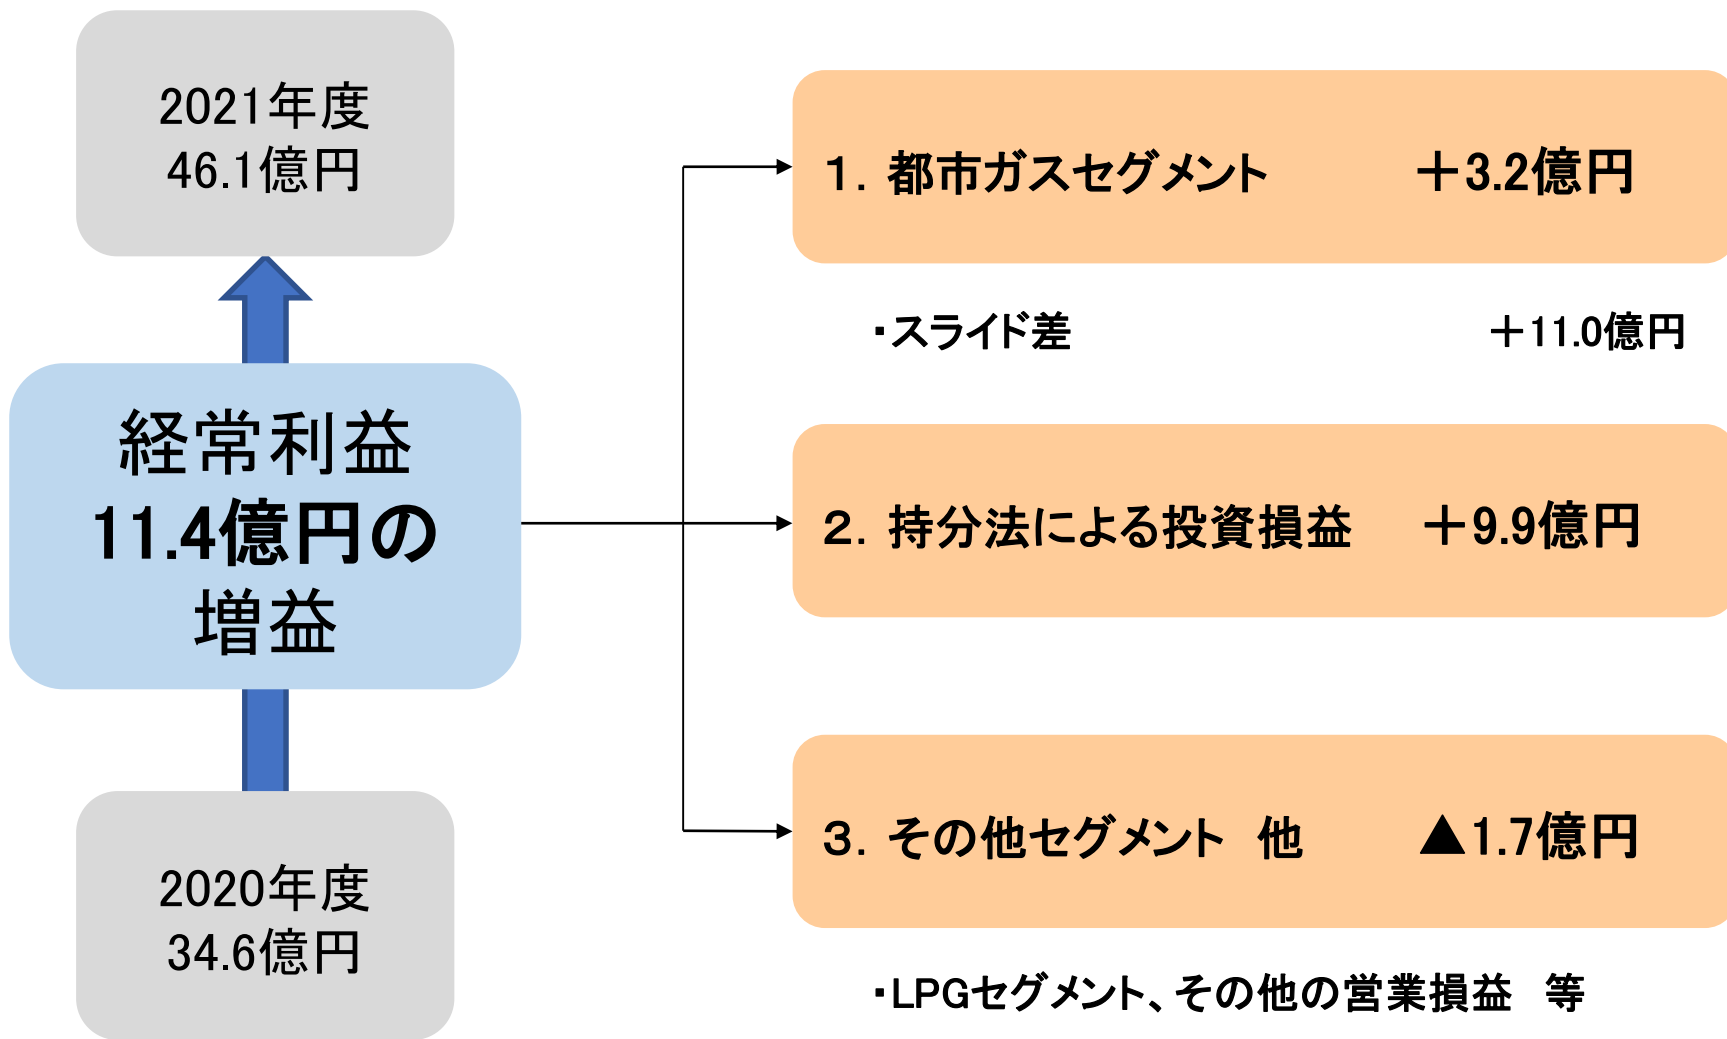 2021年度
46.1億円
経常利益
11.4億円の
増益
2020年度
34.6億円
１．都市ガスセグメント　＋3.2億円
・スライド差　＋11.0億円
２．持分法による投資損益　＋9.9億円
３．その他セグメント　他　▲1.7億円
・LPGセグメント、その他の営業損益　等